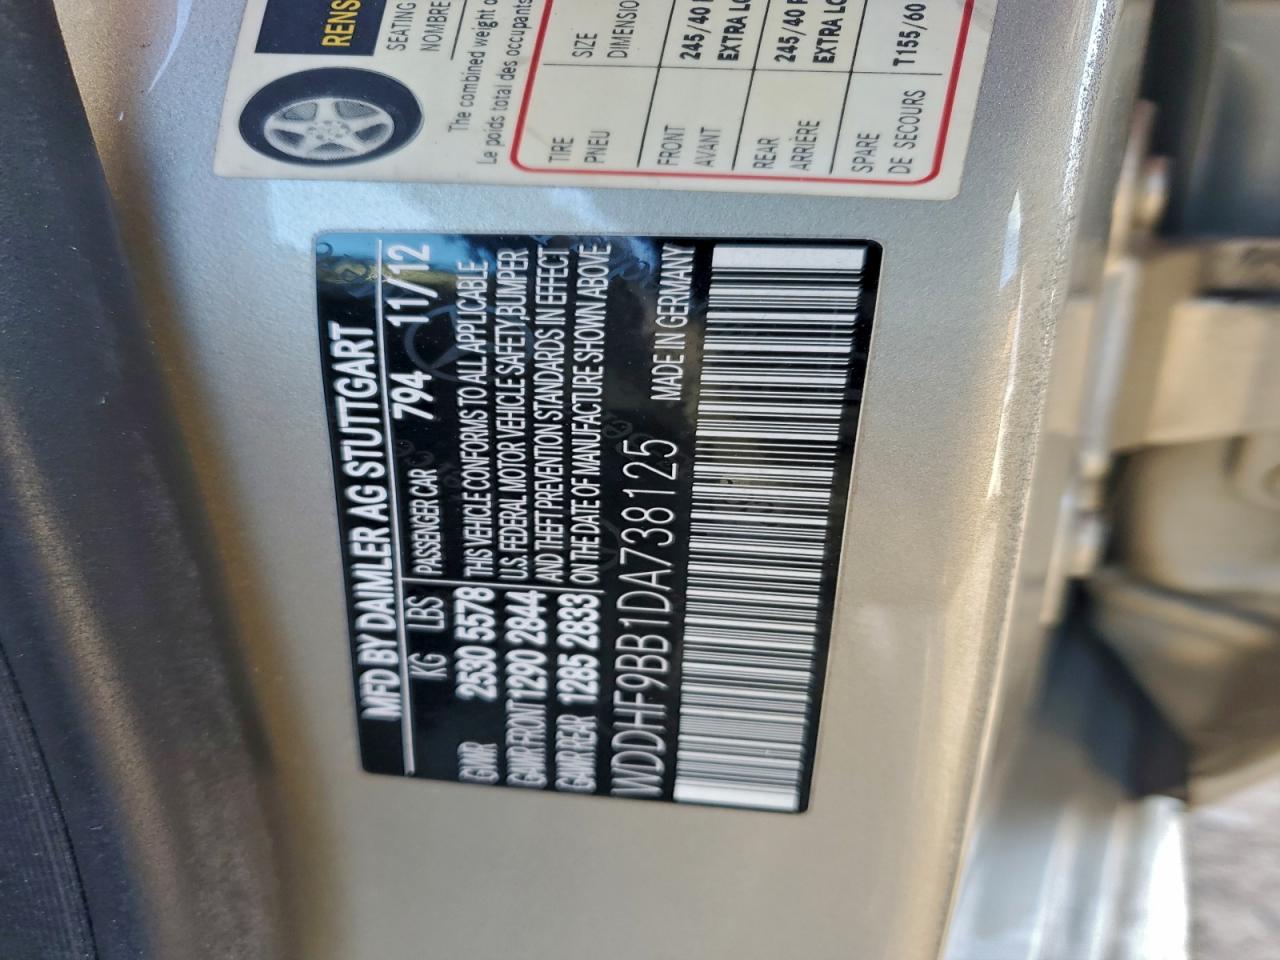 RENS
SEATING
NOMBRE
The combined weight o
Le poids total des occupants
TIRE SIZE
PNEU DIMENSIO
FRONT 245/40
AVANT EXTRA LO
REAR 245/40
ARRIÈRE EXTRA LO
SPARE T155/60
DE SECOURS
MFD BY DAIMLER AG STUTTGART
KG LBS PASSENGER CAR 794 11/12
GVWR 2530 5578 THIS VEHICLE CONFORMS TO ALL APPLICABLE
GAWR FRONT 1290 2844 U.S. FEDERAL MOTOR VEHICLE SAFETY,BUMPER
AND THEFT PREVENTION STANDARDS IN EFFECT
GAWR REAR 1285 2833 ON THE DATE OF MANUFACTURE SHOWN ABOVE
WDDHF9BB1DA738125 MADE IN GERMANY